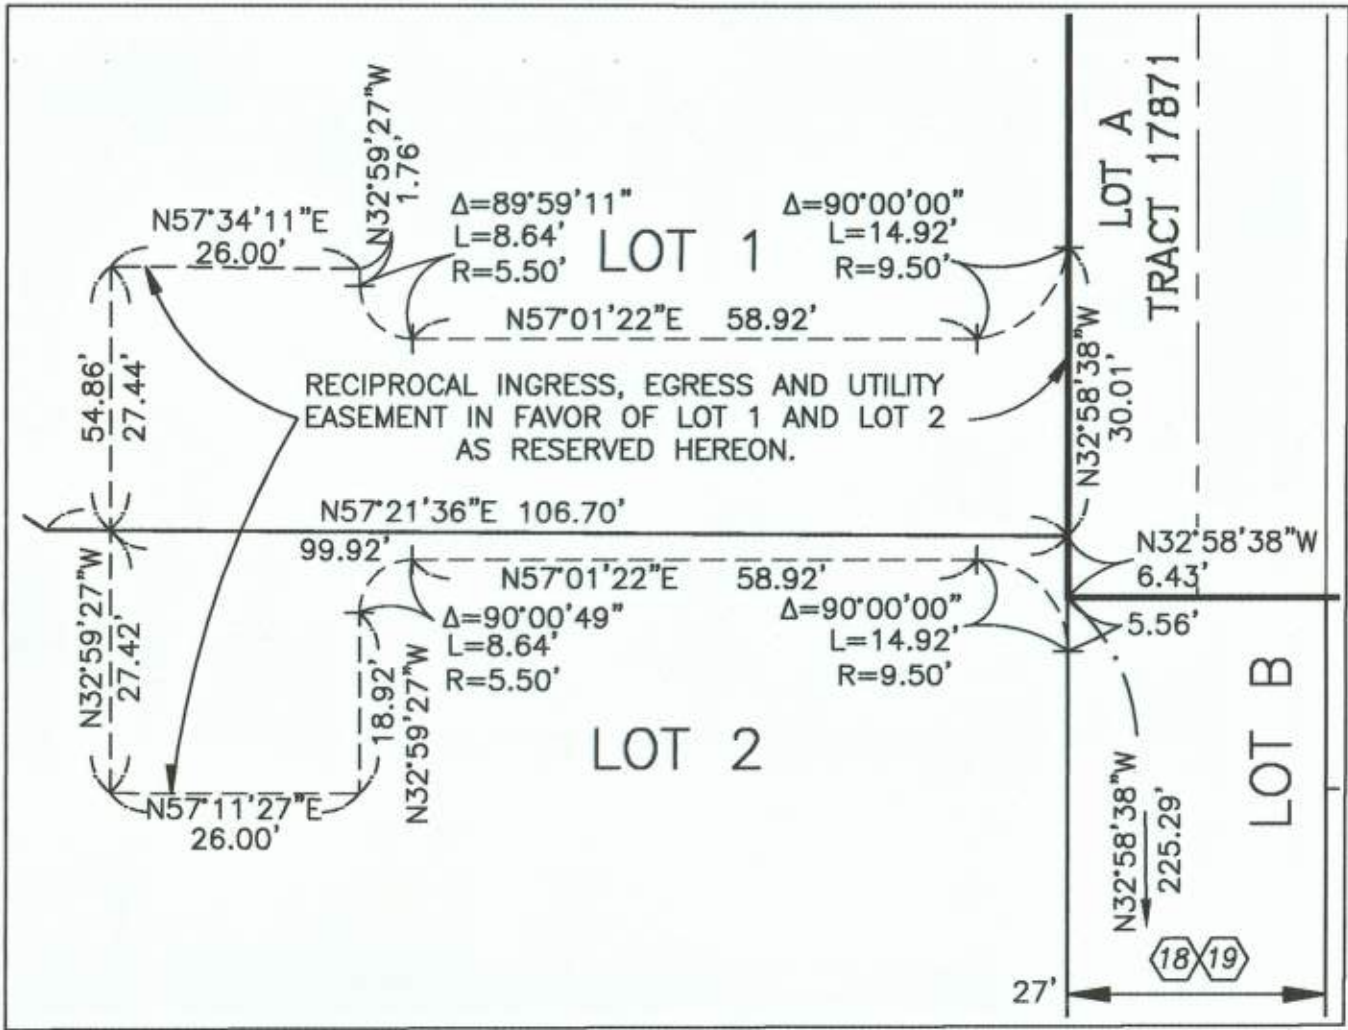 LOT A
TRACT 17871
N32°59'27"W
1.76'
N57°34'11"E
26.00'
Δ=89°59'11"
L=8.64'
R=5.50'
LOT 1
Δ=90°00'00"
L=14.92'
R=9.50'
N57°01'22"E 58.92'
54.86'
27.44'
RECIPROCAL INGRESS, EGRESS AND UTILITY
EASEMENT IN FAVOR OF LOT 1 AND LOT 2
AS RESERVED HEREON.
N32°58'38"W
30.01'
N57°21'36"E 106.70'
99.92'
N57°01'22"E 58.92'
N32°58'38"W
6.43'
5.56'
N32°59'27"W
27.42'
Δ=90°00'49"
L=8.64'
R=5.50'
Δ=90°00'00"
L=14.92'
R=9.50'
18.92'
N32°59'27"W
LOT 2
LOT B
N57°11'27"E
26.00'
N32°58'38"W
225.29'
18 19
27'